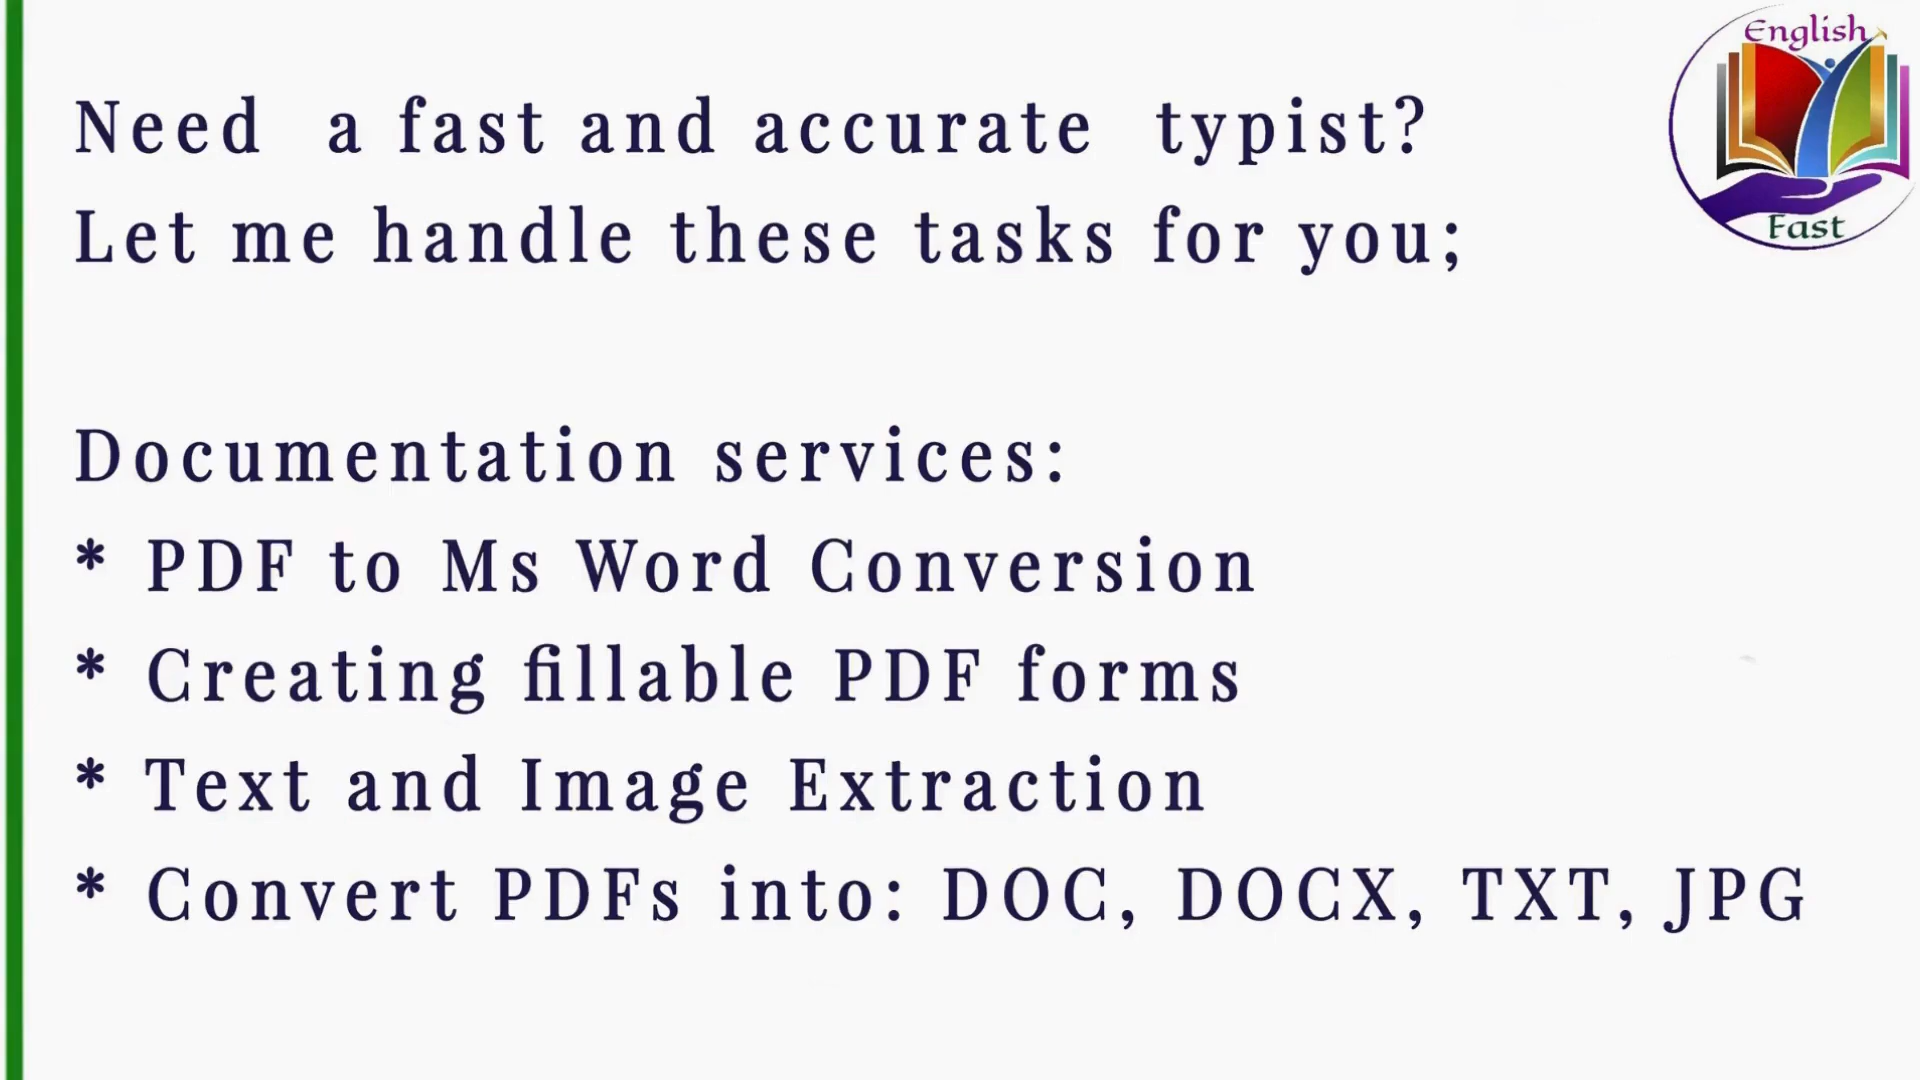 English
Fast
Need a fast and accurate typist?
Let me handle these tasks for you;
Documentation services:
* PDF to Ms Word Conversion
* Creating fillable PDF forms
* Text and Image Extraction
* Convert PDFs into: DOC, DOCX, TXT, JPG